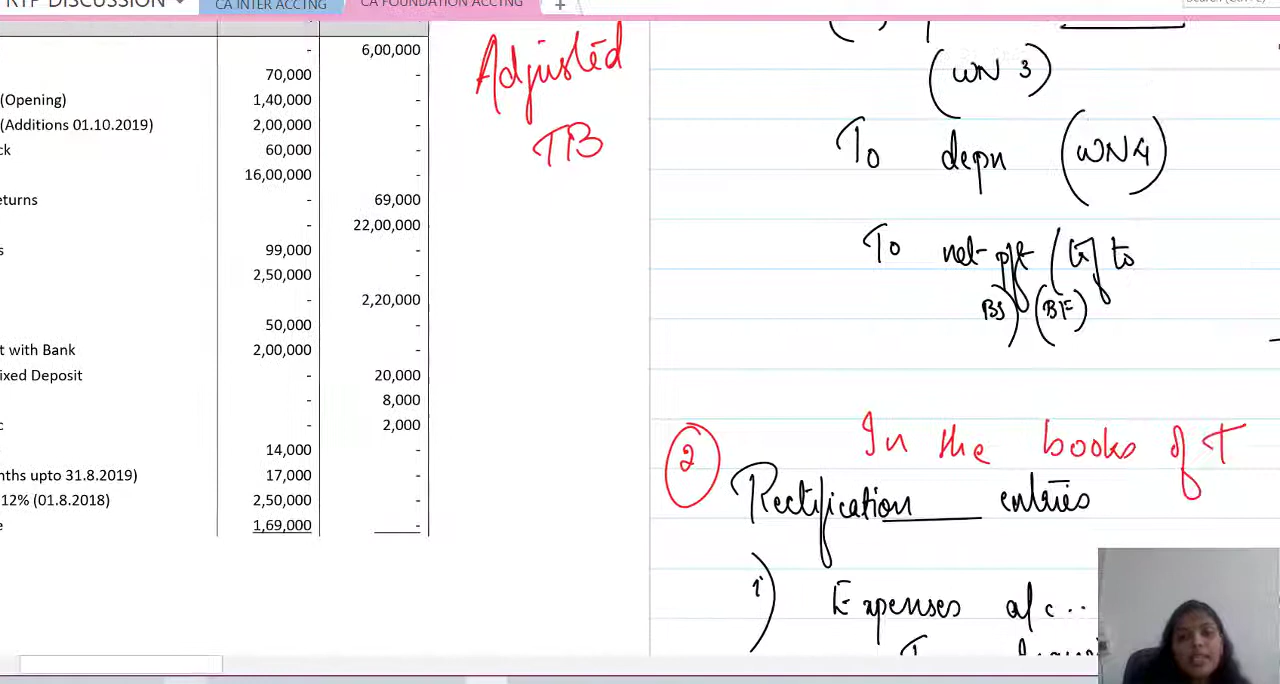 RTP DISCUSSION
CA INTER ACCTNG
CA FOUNDATION ACCTNG
+
- 6,00,000
70,000 -
(Opening) 1,40,000 -
(Additions 01.10.2019) 2,00,000 -
ck 60,000 -
16,00,000 -
eturns - 69,000
- 22,00,000
s 99,000 -
2,50,000 -
- 2,20,000
50,000 -
t with Bank 2,00,000 -
ixed Deposit - 20,000
- 8,000
c - 2,000
14,000 -
nths upto 31.8.2019) 17,000 -
12% (01.8.2018) 2,50,000 -
e 1,69,000 -
Adjusted
TB
(WN 3)
To depn (WN4)
To net pft (trf to
BS) (BF)
2 In the books of T
Rectification entries
i) Expenses a/c ...
To